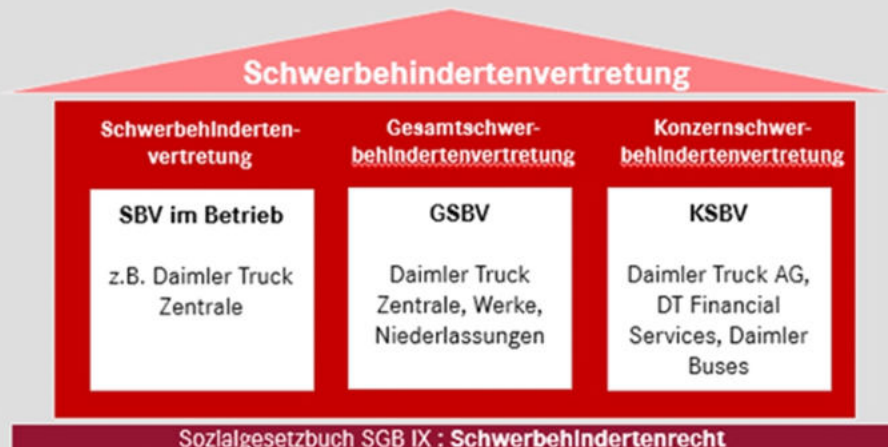 Schwerbehindertenvertretung
Schwerbehinderten-
vertretung
SBV im Betrieb
z.B. Daimler Truck
Zentrale
Gesamtschwer-
behindertenvertretung
GSBV
Daimler Truck
Zentrale, Werke,
Niederlassungen
Konzernschwer-
behindertenvertretung
KSBV
Daimler Truck AG,
DT Financial
Services, Daimler
Buses
Sozialgesetzbuch SGB IX : Schwerbehindertenrecht